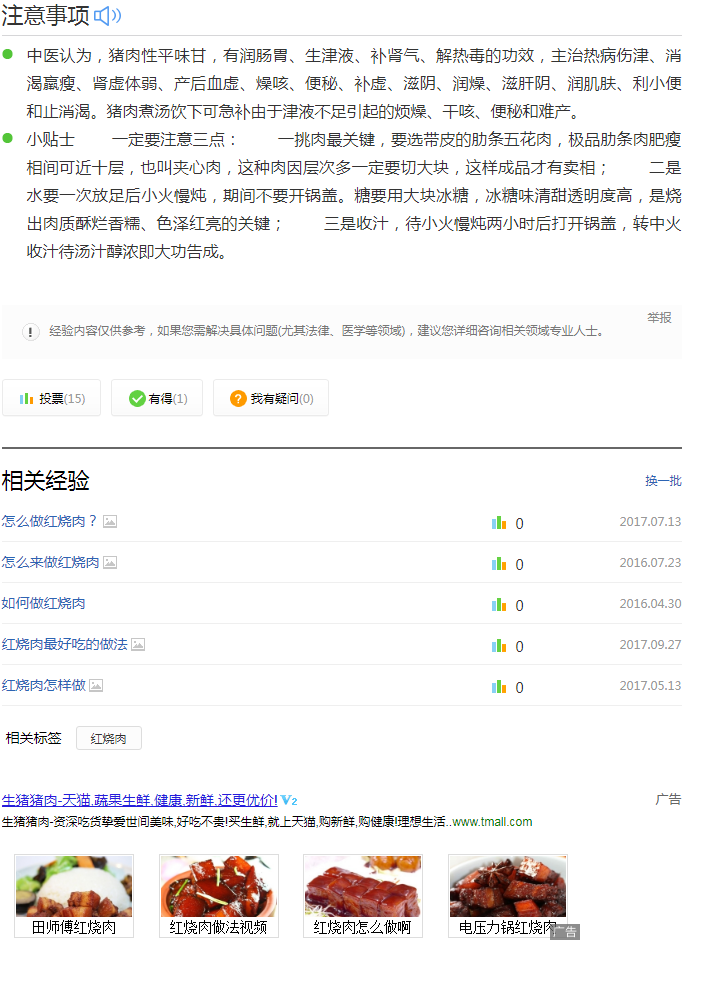 注意事项
中医认为，猪肉性平味甘，有润肠胃、生津液、补肾气、解热毒的功效，主治热病伤津、消
渴羸瘦、肾虚体弱、产后血虚、燥咳、便秘、补虚、滋阴、润燥、滋肝阴、润肌肤、利小便
和止消渴。猪肉煮汤饮下可急补由于津液不足引起的烦燥、干咳、便秘和难产。
小贴士 一定要注意三点： 一挑肉最关键，要选带皮的肋条五花肉，极品肋条肉肥瘦
相间可近十层，也叫夹心肉，这种肉因层次多一定要切大块，这样成品才有卖相； 二是
水要一次放足后小火慢炖，期间不要开锅盖。糖要用大块冰糖，冰糖味清甜透明度高，是烧
出肉质酥烂香糯、色泽红亮的关键； 三是收汁，待小火慢炖两小时后打开锅盖，转中火
收汁待汤汁醇浓即大功告成。
举报
经验内容仅供参考，如果您需解决具体问题(尤其法律、医学等领域)，建议您详细咨询相关领域专业人士。
投票(15) 有得(1) 我有疑问(0)
相关经验 换一批
怎么做红烧肉？ 0 2017.07.13
怎么来做红烧肉 0 2016.07.23
如何做红烧肉 0 2016.04.30
红烧肉最好吃的做法 0 2017.09.27
红烧肉怎样做 0 2017.05.13
相关标签 红烧肉
生猪猪肉-天猫,蔬果生鲜,健康,新鲜,还更优价! V2 广告
生猪猪肉-资深吃货挚爱世间美味,好吃不贵!买生鲜,就上天猫,购新鲜,购健康!理想生活..www.tmall.com
田师傅红烧肉 红烧肉做法视频 红烧肉怎么做啊 电压力锅红烧肉
广告